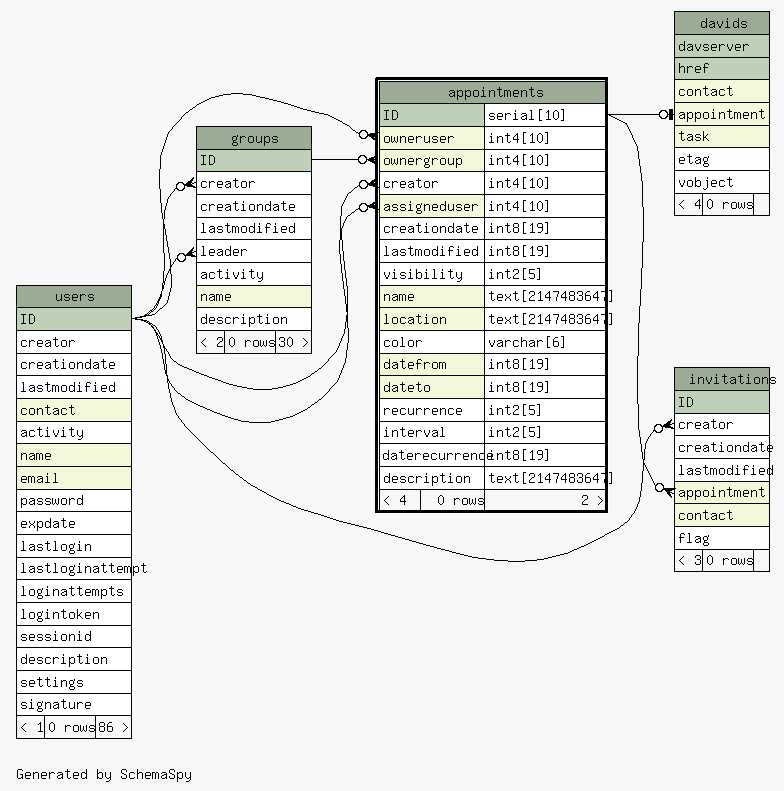 davids
davserver
href
contact
appointment
task
etag
vobject
< 4 0 rows
appointments
ID serial[10]
owneruser int4[10]
ownergroup int4[10]
creator int4[10]
assigneduser int4[10]
creationdate int8[19]
lastmodified int8[19]
visibility int2[5]
name text[2147483647]
location text[2147483647]
color varchar[6]
datefrom int8[19]
dateto int8[19]
recurrence int2[5]
interval int2[5]
daterecurrence int8[19]
description text[2147483647]
< 4 0 rows 2 >
groups
ID
creator
creationdate
lastmodified
leader
activity
name
description
< 2 0 rows 30 >
users
ID
creator
creationdate
lastmodified
contact
activity
name
email
password
expdate
lastlogin
lastloginattempt
loginattempts
logintoken
sessionid
description
settings
signature
< 1 0 rows 86 >
invitations
ID
creator
creationdate
lastmodified
appointment
contact
flag
< 3 0 rows
Generated by SchemaSpy